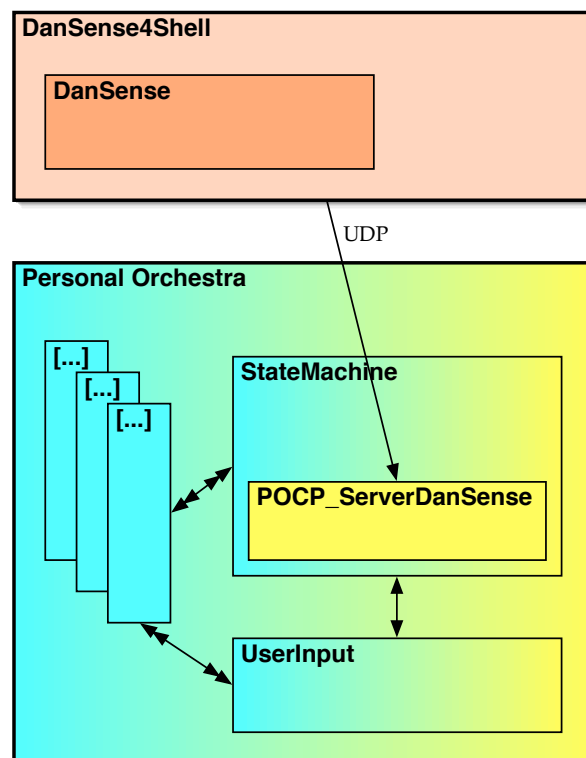 DanSense4Shell
DanSense
UDP
Personal Orchestra
[...]
[...]
[...]
StateMachine
POCP_ServerDanSense
UserInput